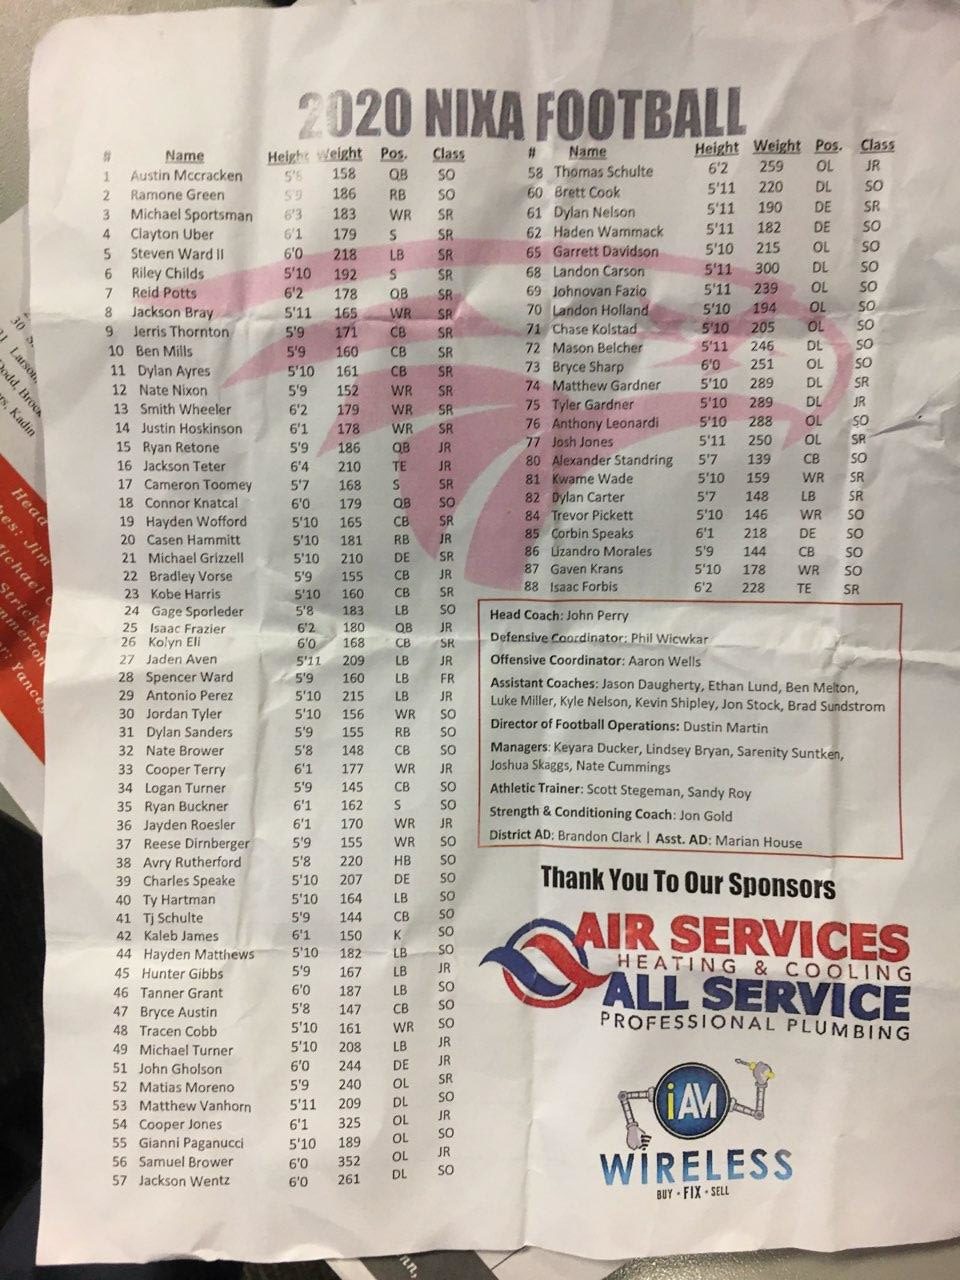 2020 NIXA FOOTBALL
# Name Height Weight Pos. Class
1 Austin Mccracken 5'8 158 QB SO
2 Ramone Green 5'9 186 RB SO
3 Michael Sportsman 6'3 183 WR SR
4 Clayton Uber 6'1 179 S SR
5 Steven Ward II 6'0 218 LB SR
6 Riley Childs 5'10 192 S SR
7 Reid Potts 6'2 178 QB SR
8 Jackson Bray 5'11 165 WR SR
9 Jerris Thornton 5'9 171 CB SR
10 Ben Mills 5'9 160 CB SR
11 Dylan Ayres 5'10 161 CB SR
12 Nate Nixon 5'9 152 WR SR
13 Smith Wheeler 6'2 179 WR SR
14 Justin Hoskinson 6'1 178 WR SR
15 Ryan Retone 5'9 186 QB JR
16 Jackson Teter 6'4 210 TE JR
17 Cameron Toomey 5'7 168 S SR
18 Connor Knatcal 6'0 179 QB SO
19 Hayden Wofford 5'10 165 CB SR
20 Casen Hammitt 5'10 181 RB JR
21 Michael Grizzell 5'10 210 DE SR
22 Bradley Vorse 5'9 155 CB JR
23 Kobe Harris 5'10 160 CB SR
24 Gage Sporleder 5'8 183 LB SO
25 Isaac Frazier 6'2 180 QB JR
26 Kolyn Eli 6'0 168 CB SR
27 Jaden Aven 5'11 209 LB JR
28 Spencer Ward 5'9 160 LB FR
29 Antonio Perez 5'10 215 LB JR
30 Jordan Tyler 5'10 156 WR SO
31 Dylan Sanders 5'9 155 RB SO
32 Nate Brower 5'8 148 CB SO
33 Cooper Terry 6'1 177 WR JR
34 Logan Turner 5'9 145 CB SO
35 Ryan Buckner 6'1 162 S SO
36 Jayden Roesler 6'1 170 WR JR
37 Reese Dirnberger 5'9 155 WR SO
38 Avry Rutherford 5'8 220 HB SO
39 Charles Speake 5'10 207 DE SO
40 Ty Hartman 5'10 164 LB SO
41 Tj Schulte 5'9 144 CB SO
42 Kaleb James 6'1 150 K SO
44 Hayden Matthews 5'10 182 LB SO
45 Hunter Gibbs 5'9 167 LB JR
46 Tanner Grant 6'0 187 LB SO
47 Bryce Austin 5'8 147 CB SO
48 Tracen Cobb 5'10 161 WR SO
49 Michael Turner 5'10 208 LB JR
51 John Gholson 6'0 244 DE JR
52 Matias Moreno 5'9 240 OL SR
53 Matthew Vanhorn 5'11 209 DL SO
54 Cooper Jones 6'1 325 OL JR
55 Gianni Paganucci 5'10 189 OL SO
56 Samuel Brower 6'0 352 OL JR
57 Jackson Wentz 6'0 261 DL SO
# Name Height Weight Pos. Class
58 Thomas Schulte 6'2 259 OL JR
60 Brett Cook 5'11 220 DL SO
61 Dylan Nelson 5'11 190 DE SR
62 Haden Wammack 5'11 182 DE SO
65 Garrett Davidson 5'10 215 OL SO
68 Landon Carson 5'11 300 DL SO
69 Johnovan Fazio 5'11 239 OL SO
70 Landon Holland 5'10 194 OL SO
71 Chase Kolstad 5'10 205 OL SO
72 Mason Belcher 5'11 246 DL SO
73 Bryce Sharp 6'0 251 OL SO
74 Matthew Gardner 5'10 289 DL SR
75 Tyler Gardner 5'10 289 DL JR
76 Anthony Leonardi 5'10 288 OL SO
77 Josh Jones 5'11 250 OL SR
80 Alexander Standring 5'7 139 CB SO
81 Kwame Wade 5'10 159 WR SR
82 Dylan Carter 5'7 148 LB SR
84 Trevor Pickett 5'10 146 WR SO
85 Corbin Speaks 6'1 218 DE SO
86 Lizandro Morales 5'9 144 CB SO
87 Gaven Krans 5'10 178 WR SO
88 Isaac Forbis 6'2 228 TE SR
Head Coach: John Perry
Defensive Coordinator: Phil Wicwkar
Offensive Coordinator: Aaron Wells
Assistant Coaches: Jason Daugherty, Ethan Lund, Ben Melton,
Luke Miller, Kyle Nelson, Kevin Shipley, Jon Stock, Brad Sundstrom
Director of Football Operations: Dustin Martin
Managers: Keyara Ducker, Lindsey Bryan, Sarenity Suntken,
Joshua Skaggs, Nate Cummings
Athletic Trainer: Scott Stegeman, Sandy Roy
Strength & Conditioning Coach: Jon Gold
District AD: Brandon Clark | Asst. AD: Marian House
Thank You To Our Sponsors
AIR SERVICES
HEATING & COOLING
ALL SERVICE
PROFESSIONAL PLUMBING
iAM
WIRELESS
BUY • FIX • SELL
30
Larson
Dodd, Broc
rs, Kadin
Head
Jim
Michael
Strickle
mmerton
Yancey